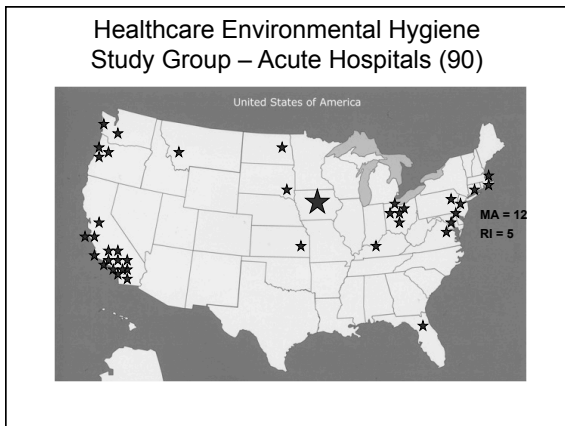 Healthcare Environmental Hygiene
Study Group – Acute Hospitals (90)
United States of America
MA = 12
RI = 5